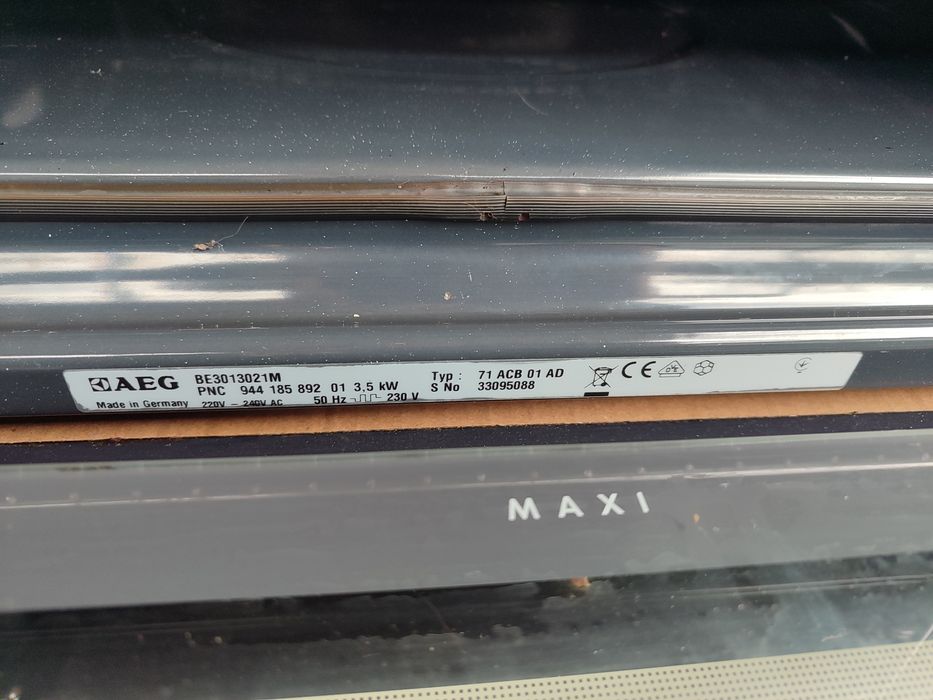 AEG BE3013021M Typ : 71 ACB 01 AD
PNC 944 185 892 01 3,5 kW S No 33095088
Made in Germany 220V - 240V AC 50 Hz 230 V
CE
MAXI